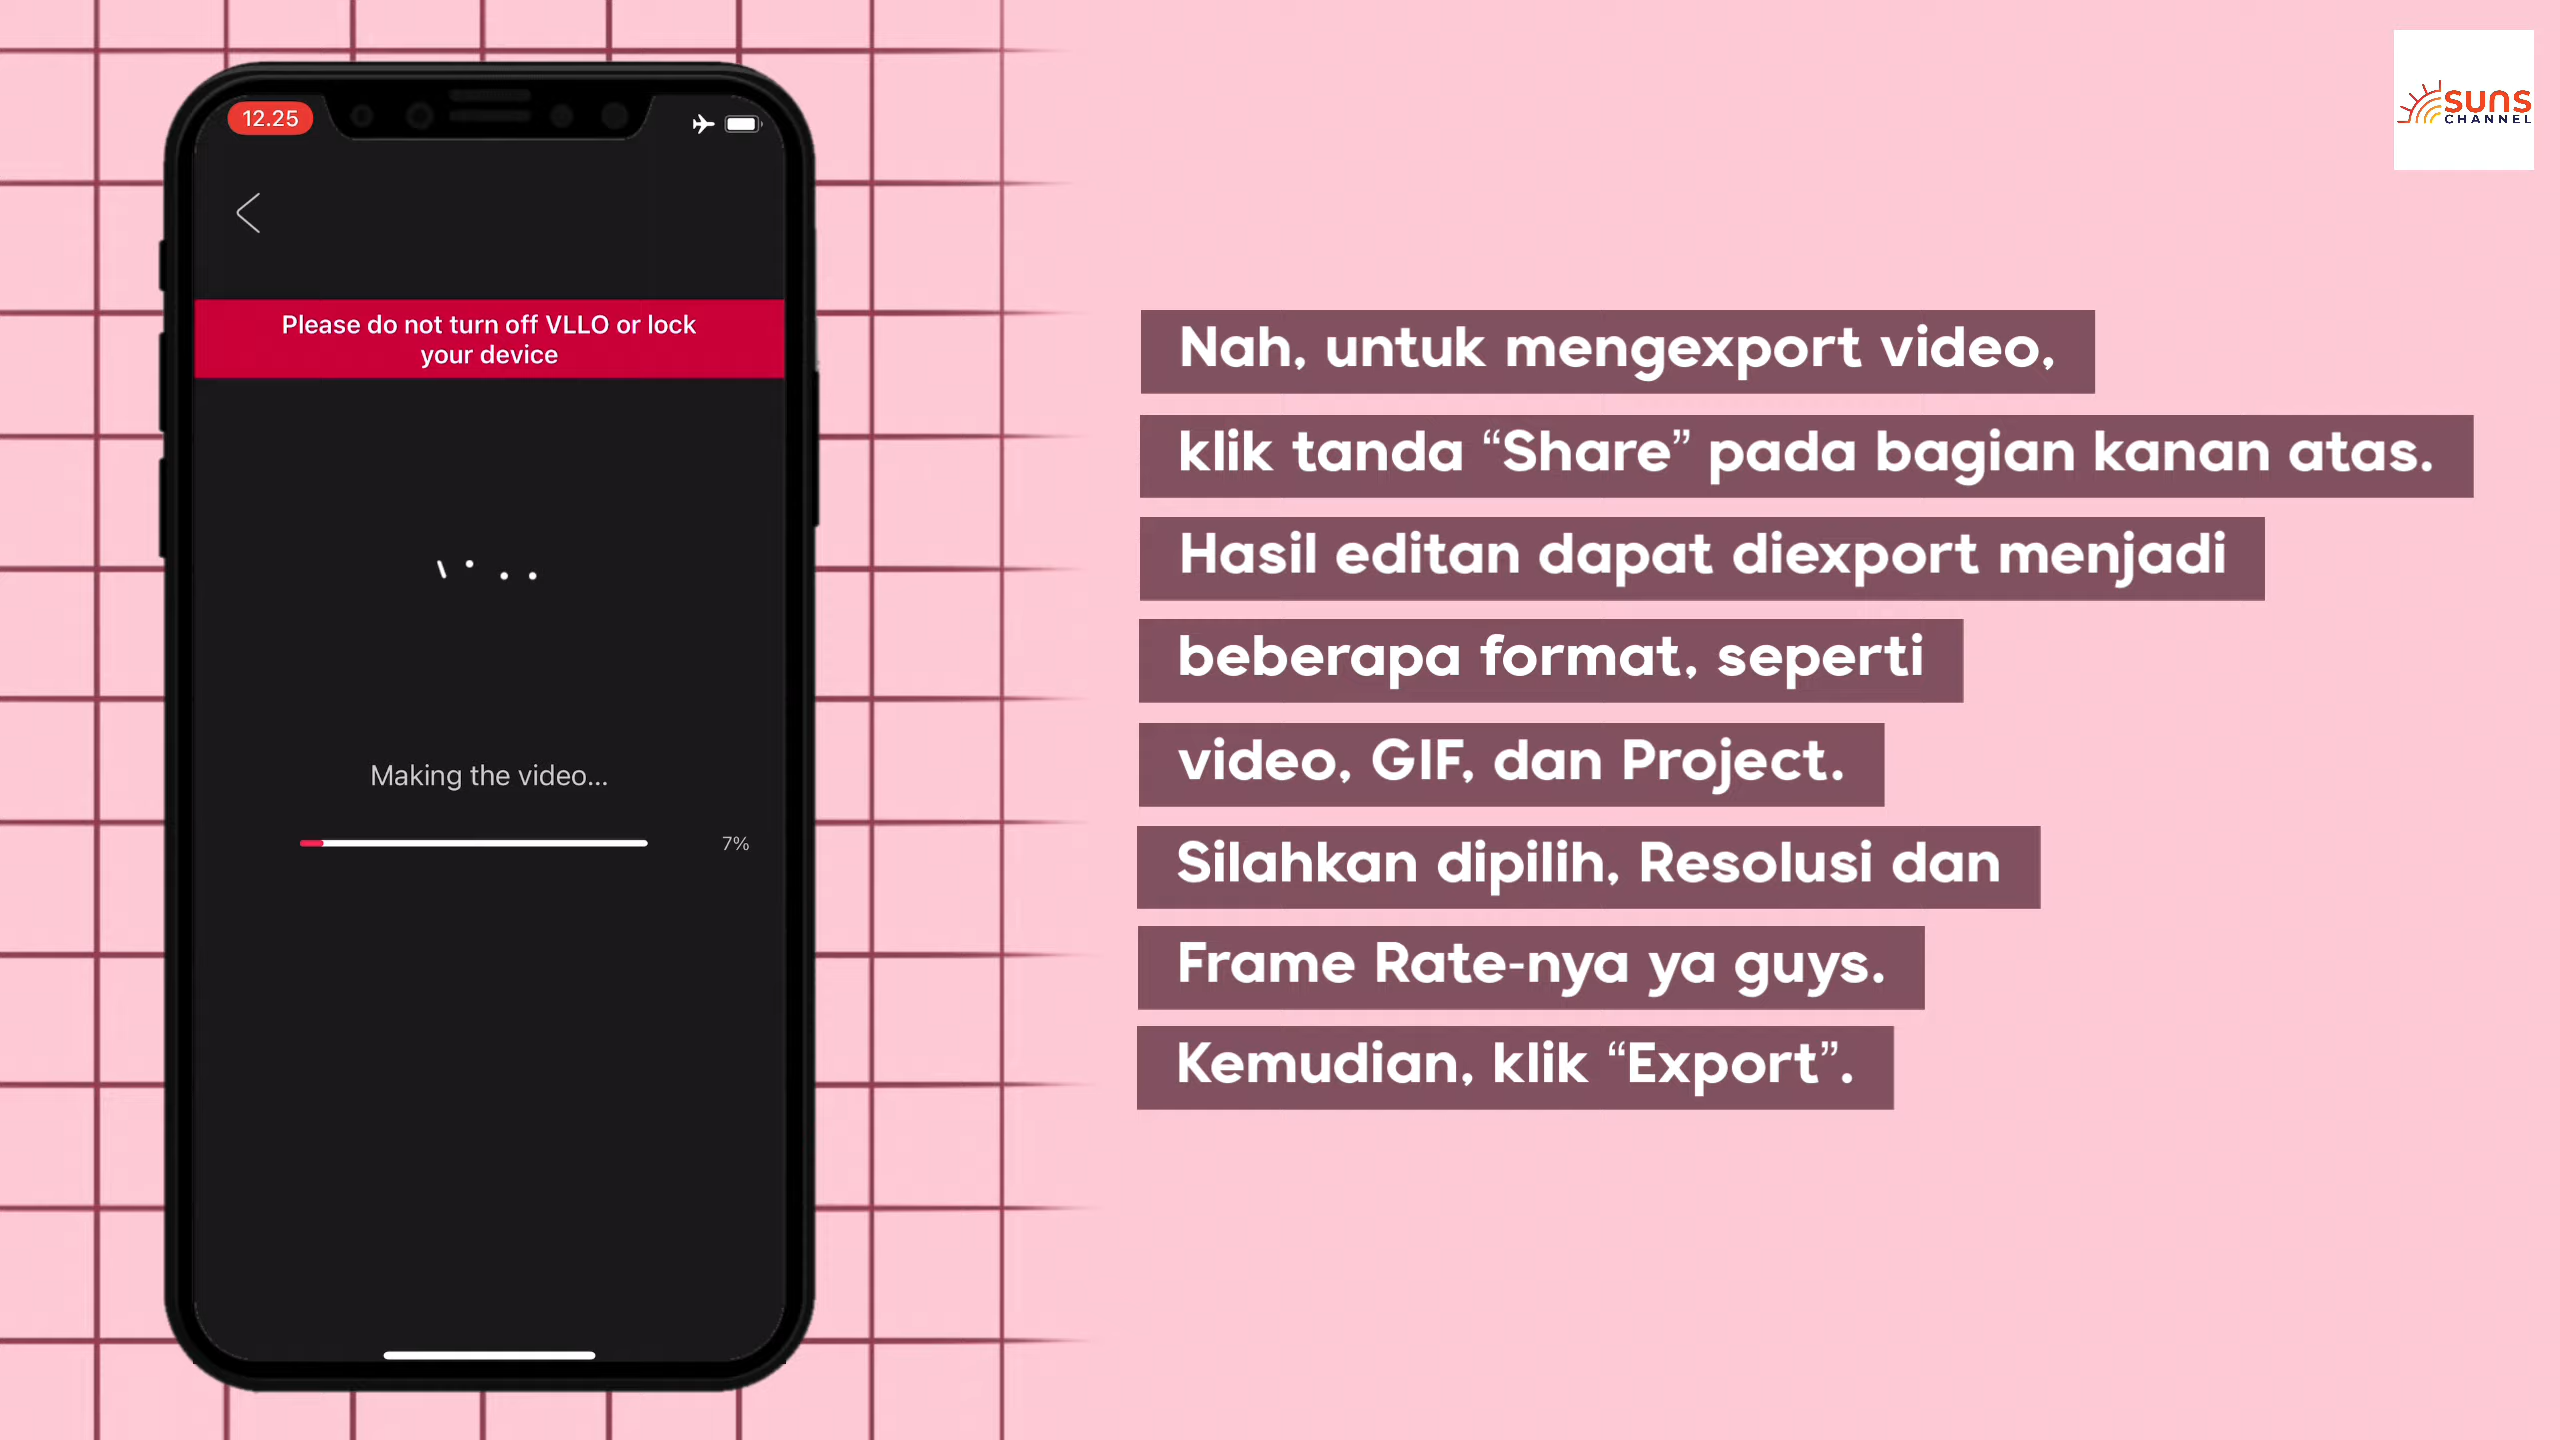 12.25
Please do not turn off VLLO or lock
your device
Making the video...
7%
suns
CHANNEL
Nah, untuk mengexport video,
klik tanda “Share” pada bagian kanan atas.
Hasil editan dapat diexport menjadi
beberapa format, seperti
video, GIF, dan Project.
Silahkan dipilih, Resolusi dan
Frame Rate-nya ya guys.
Kemudian, klik “Export”.